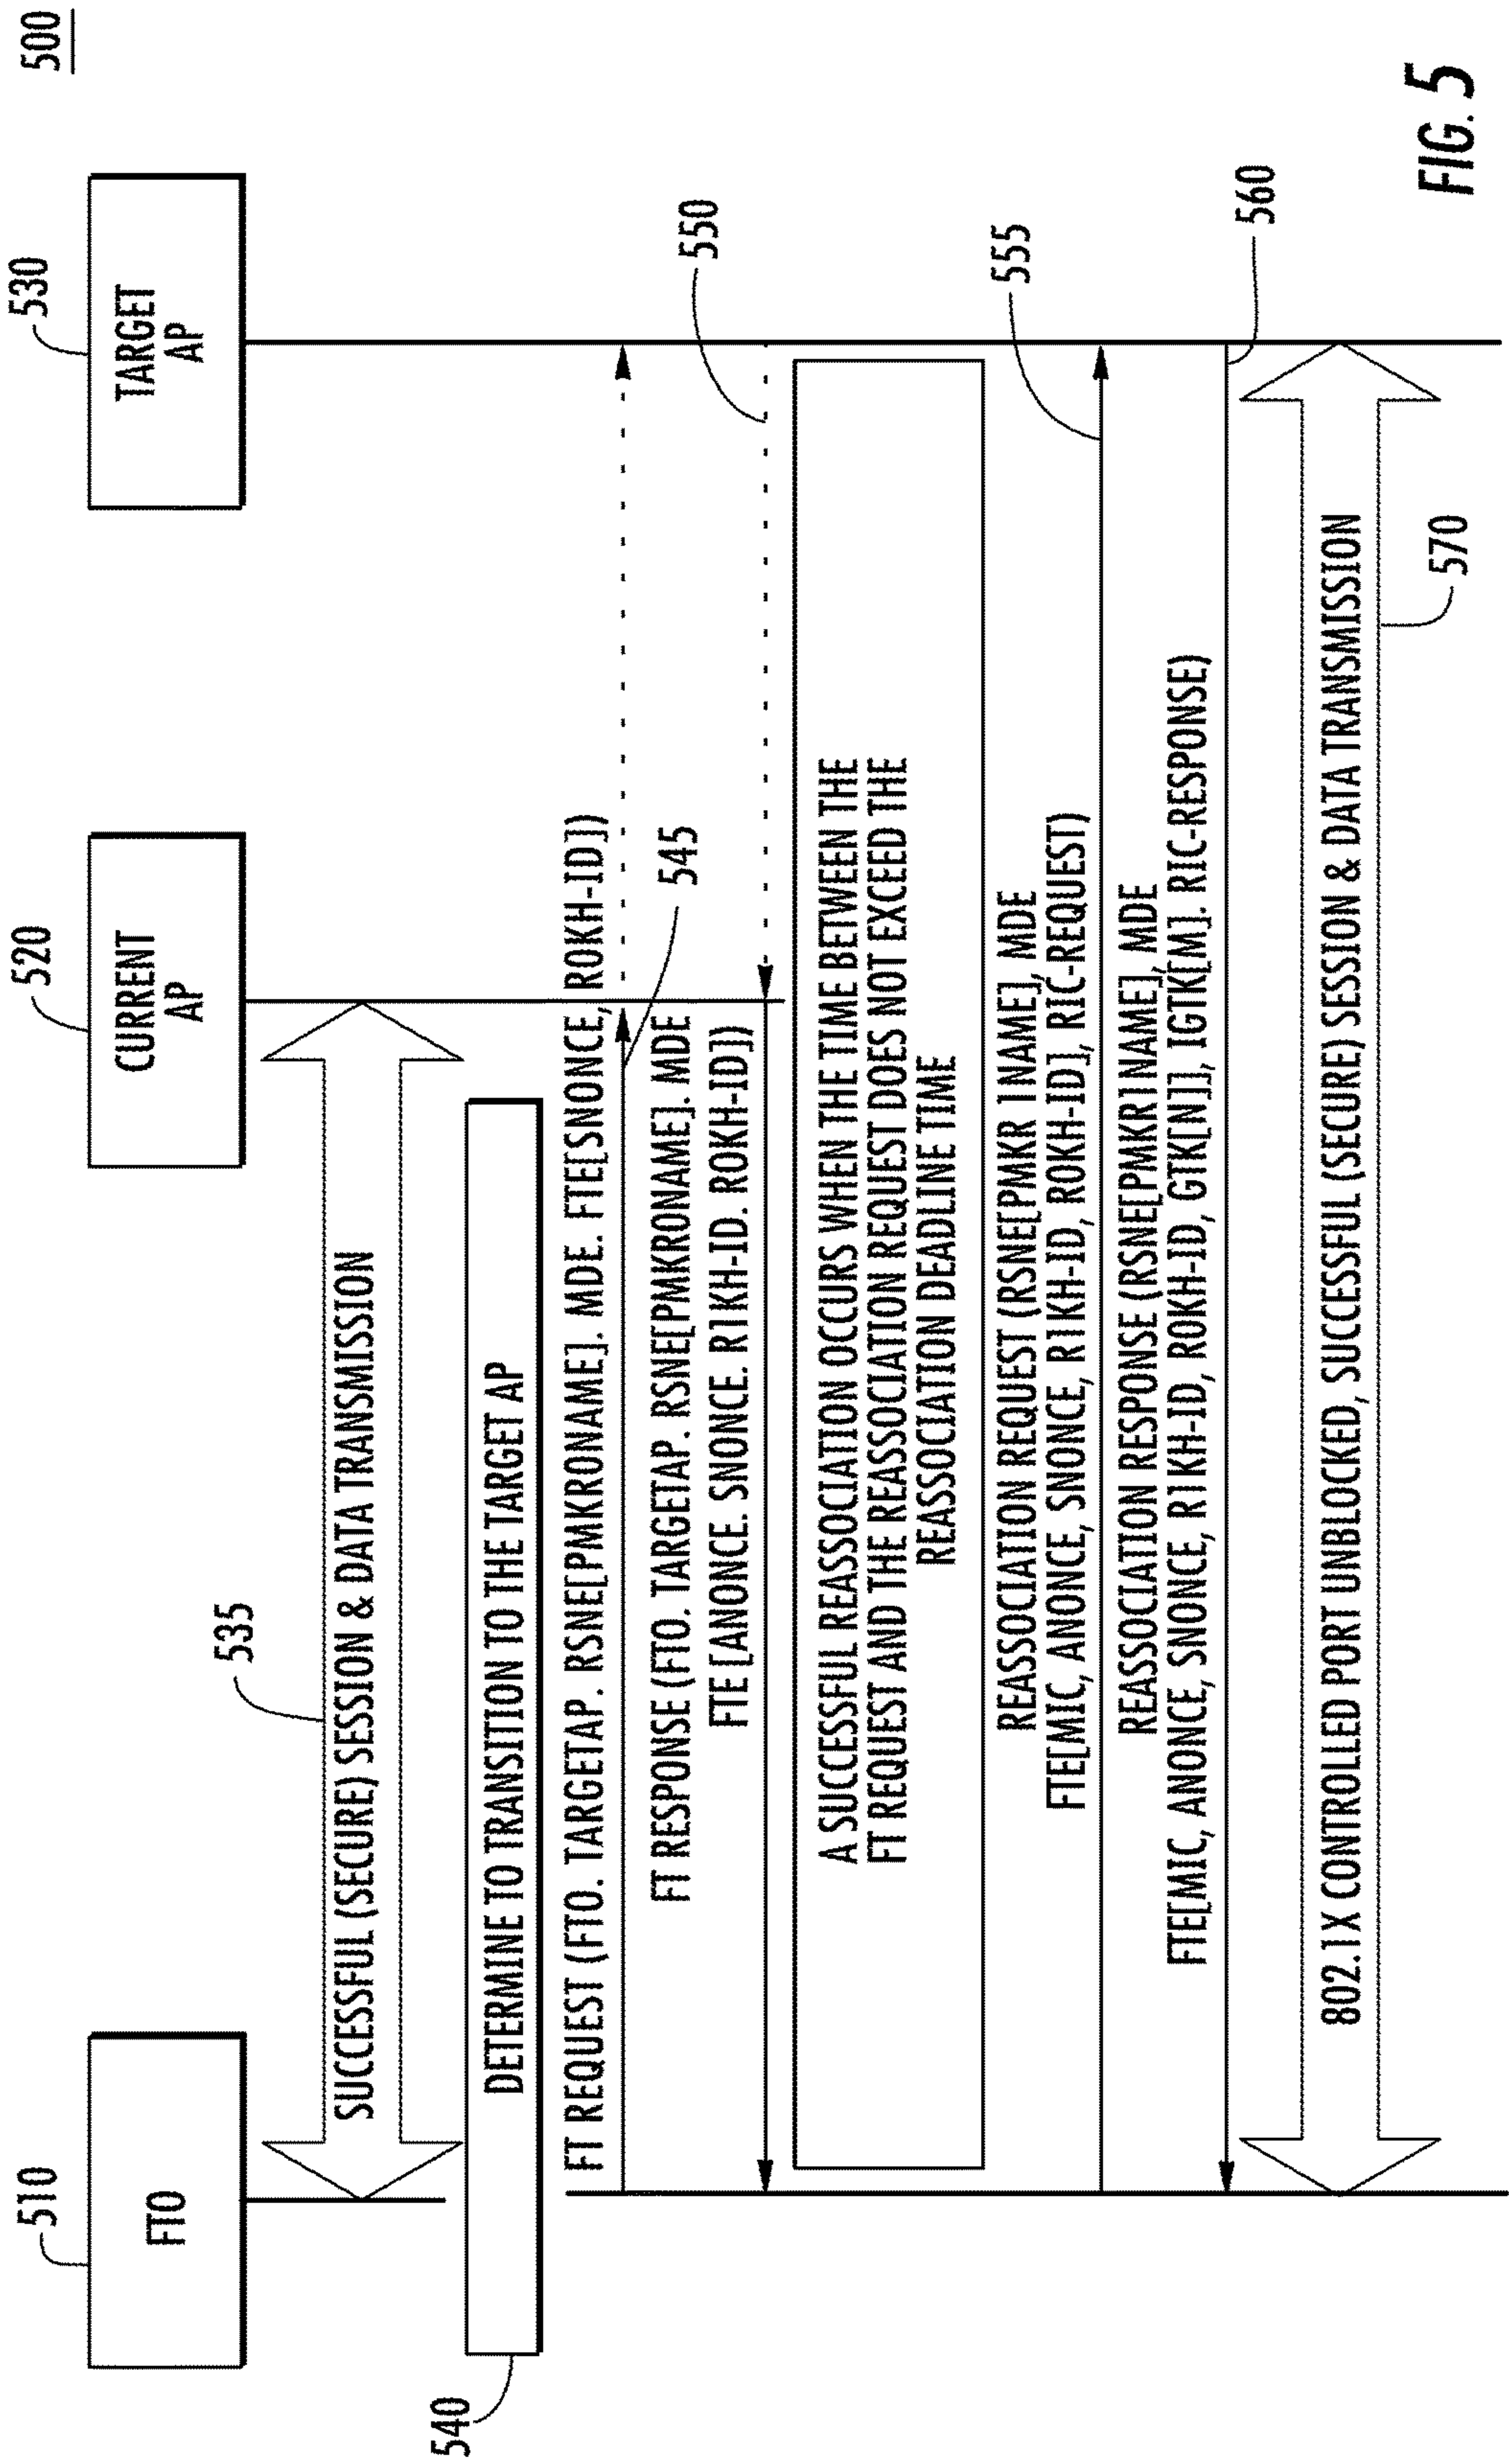 500
510
520
530
FTO
CURRENT
AP
TARGET
AP
535
SUCCESSFUL (SECURE) SESSION & DATA TRANSMISSION
540
DETERMINE TO TRANSITION TO THE TARGET AP
FT REQUEST (FTO. TARGETAP. RSNE[PMKRONAME]. MDE. FTE[SNONCE, ROKH-ID])
545
FT RESPONSE (FTO. TARGETAP. RSNE[PMKRONAME]. MDE
FTE [ANONCE. SNONCE. R1KH-ID. ROKH-ID])
550
A SUCCESSFUL REASSOCIATION OCCURS WHEN THE TIME BETWEEN THE
FT REQUEST AND THE REASSOCIATION REQUEST DOES NOT EXCEED THE
REASSOCIATION DEADLINE TIME
REASSOCIATION REQUEST (RSNE[PMKR 1NAME], MDE
FTE[MIC, ANONCE, SNONCE, R1KH-ID, ROKH-ID], RIC-REQUEST)
555
REASSOCIATION RESPONSE (RSNE[PMKR1NAME], MDE
FTE[MIC, ANONCE, SNONCE, R1KH-ID, ROKH-ID, GTK[N]], IGTK[M]. RIC-RESPONSE)
560
802.1X CONTROLLED PORT UNBLOCKED, SUCCESSFUL (SECURE) SESSION & DATA TRANSMISSION
570
FIG. 5